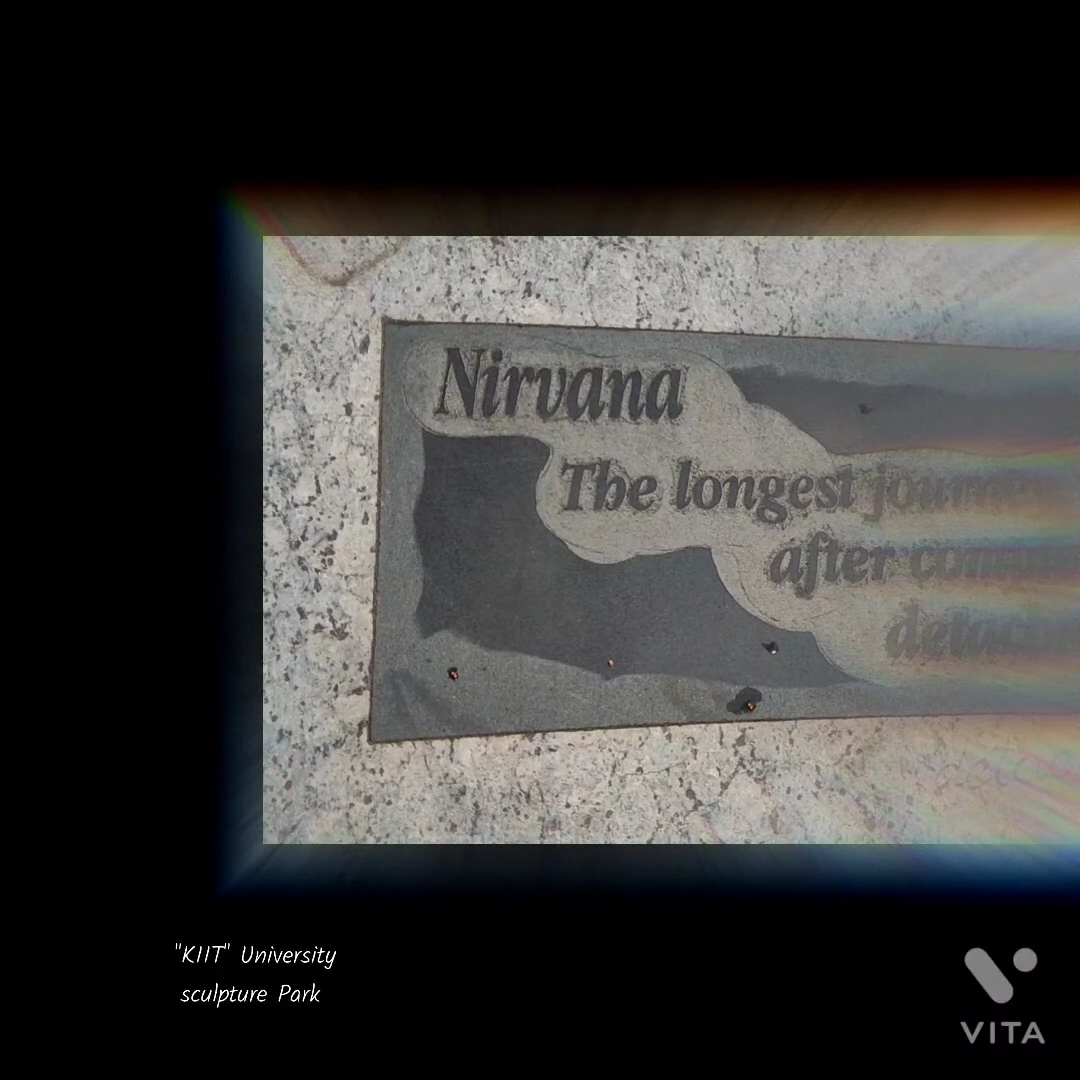 Nirvana
The longest
after
"KIIT" University
sculpture Park
VITA